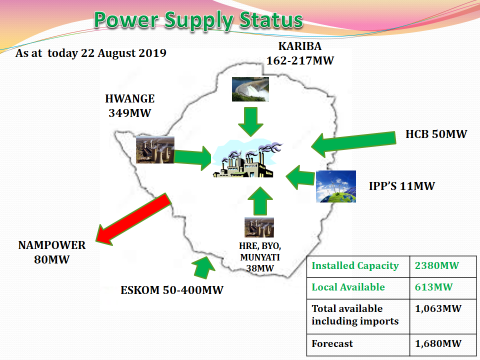 Power Supply Status
As at today 22 August 2019
KARIBA
162-217MW
HWANGE
349MW
HCB 50MW
IPP'S 11MW
NAMPOWER
80MW
HRE, BYO,
MUNYATI
38MW
ESKOM 50-400MW
Installed Capacity 2380MW
Local Available 613MW
Total available 1,063MW
including imports
Forecast 1,680MW